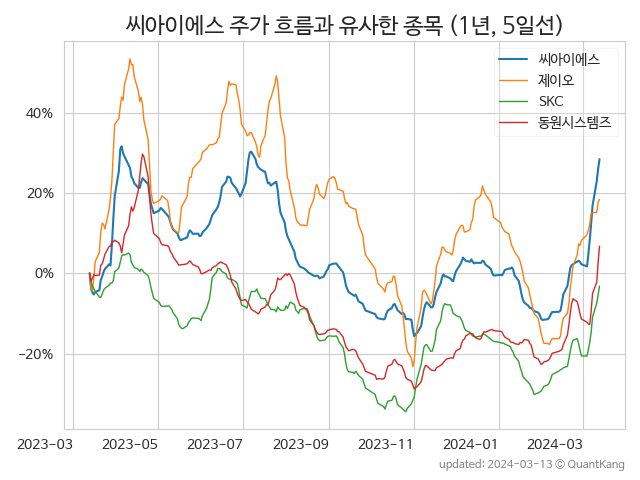 씨아이에스 주가 흐름과 유사한 종목 (1년, 5일선)
씨아이에스
제이오
SKC
동원시스템즈
40%
20%
0%
−20%
2023-03 2023-05 2023-07 2023-09 2023-11 2024-01 2024-03
updated: 2024-03-13 ⓒ QuantKang